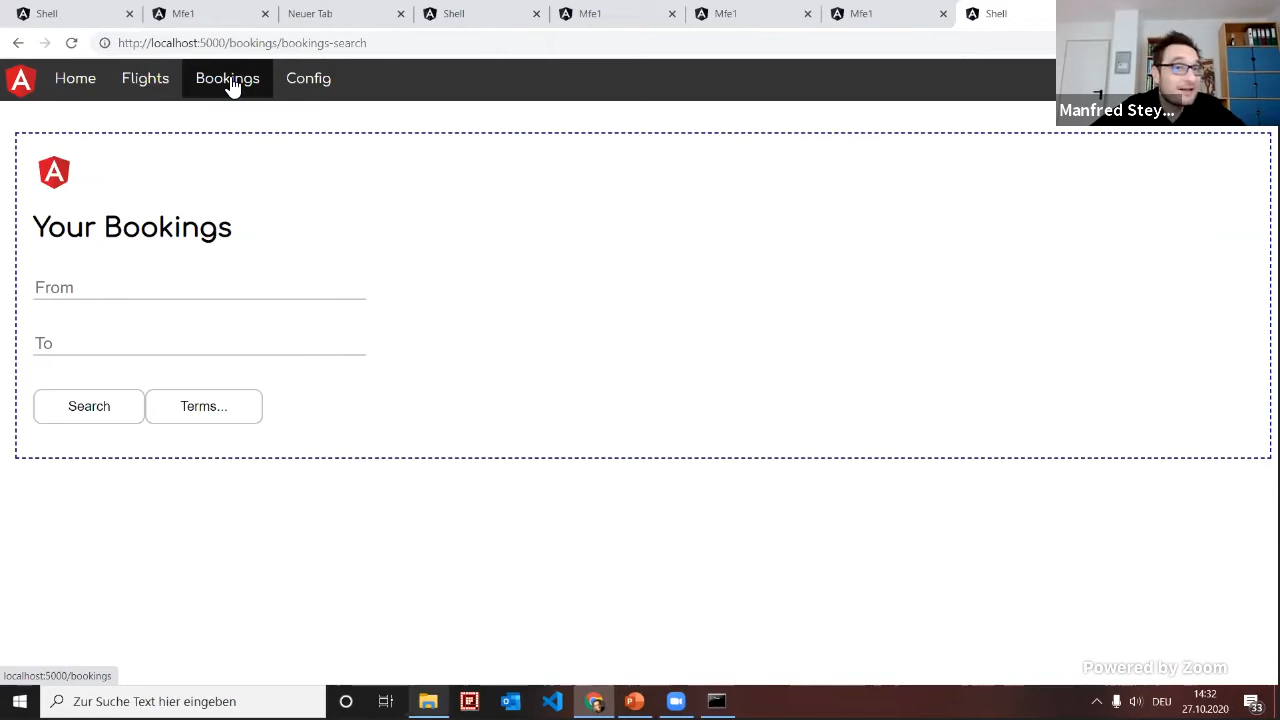 Shell
Mfe1
Neuer Tab
Shell
Mfe1
Mfe1
Mfe1
Shell
http://localhost:5000/bookings/bookings-search
Home
Flights
Bookings
Config
Manfred Stey...
Your Bookings
From
To
Search
Terms...
Powered by Zoom
localhost:5000/bookings
Zur Suche Text hier eingeben
DEU
14:32
27.10.2020
33